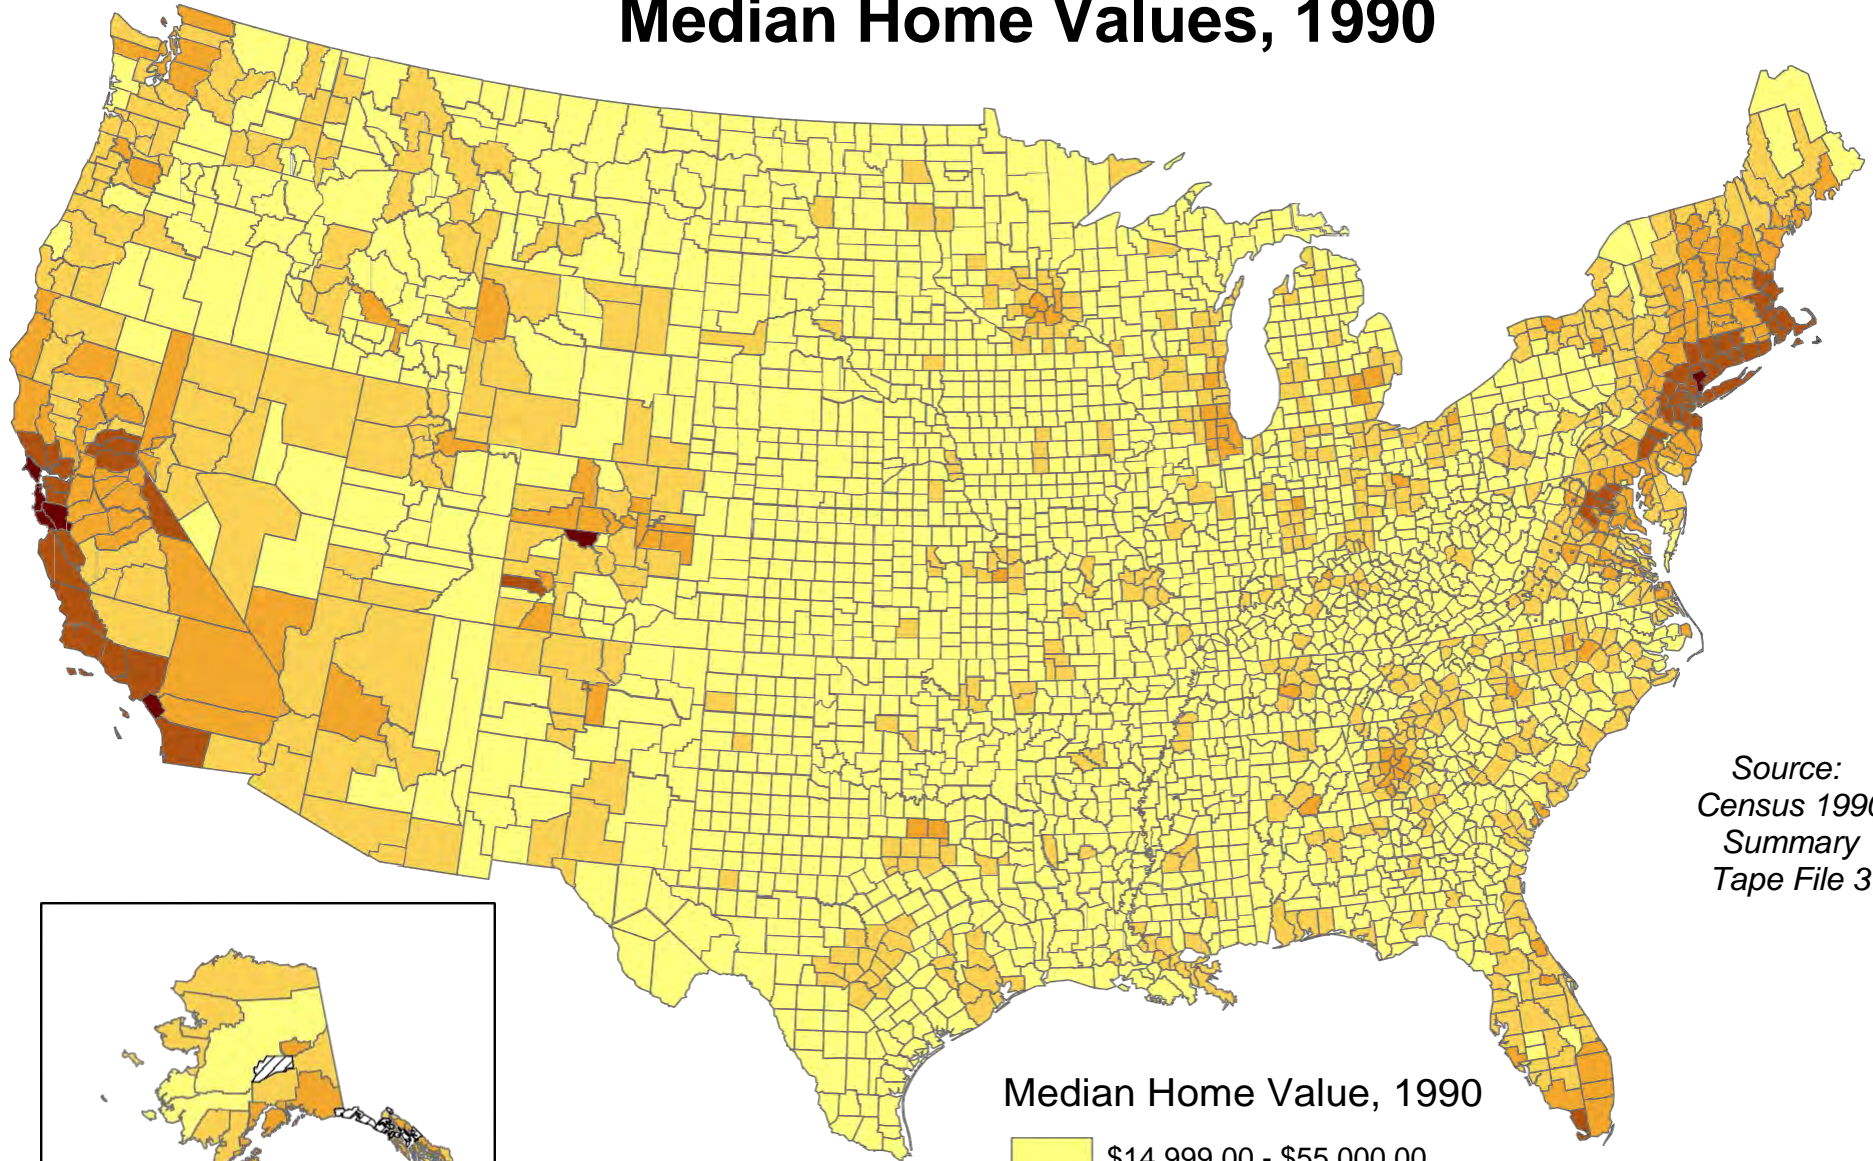 Median Home Values, 1990
Source:
Census 1990
Summary
Tape File 3
Median Home Value, 1990
$14,999.00 - $55,000.00